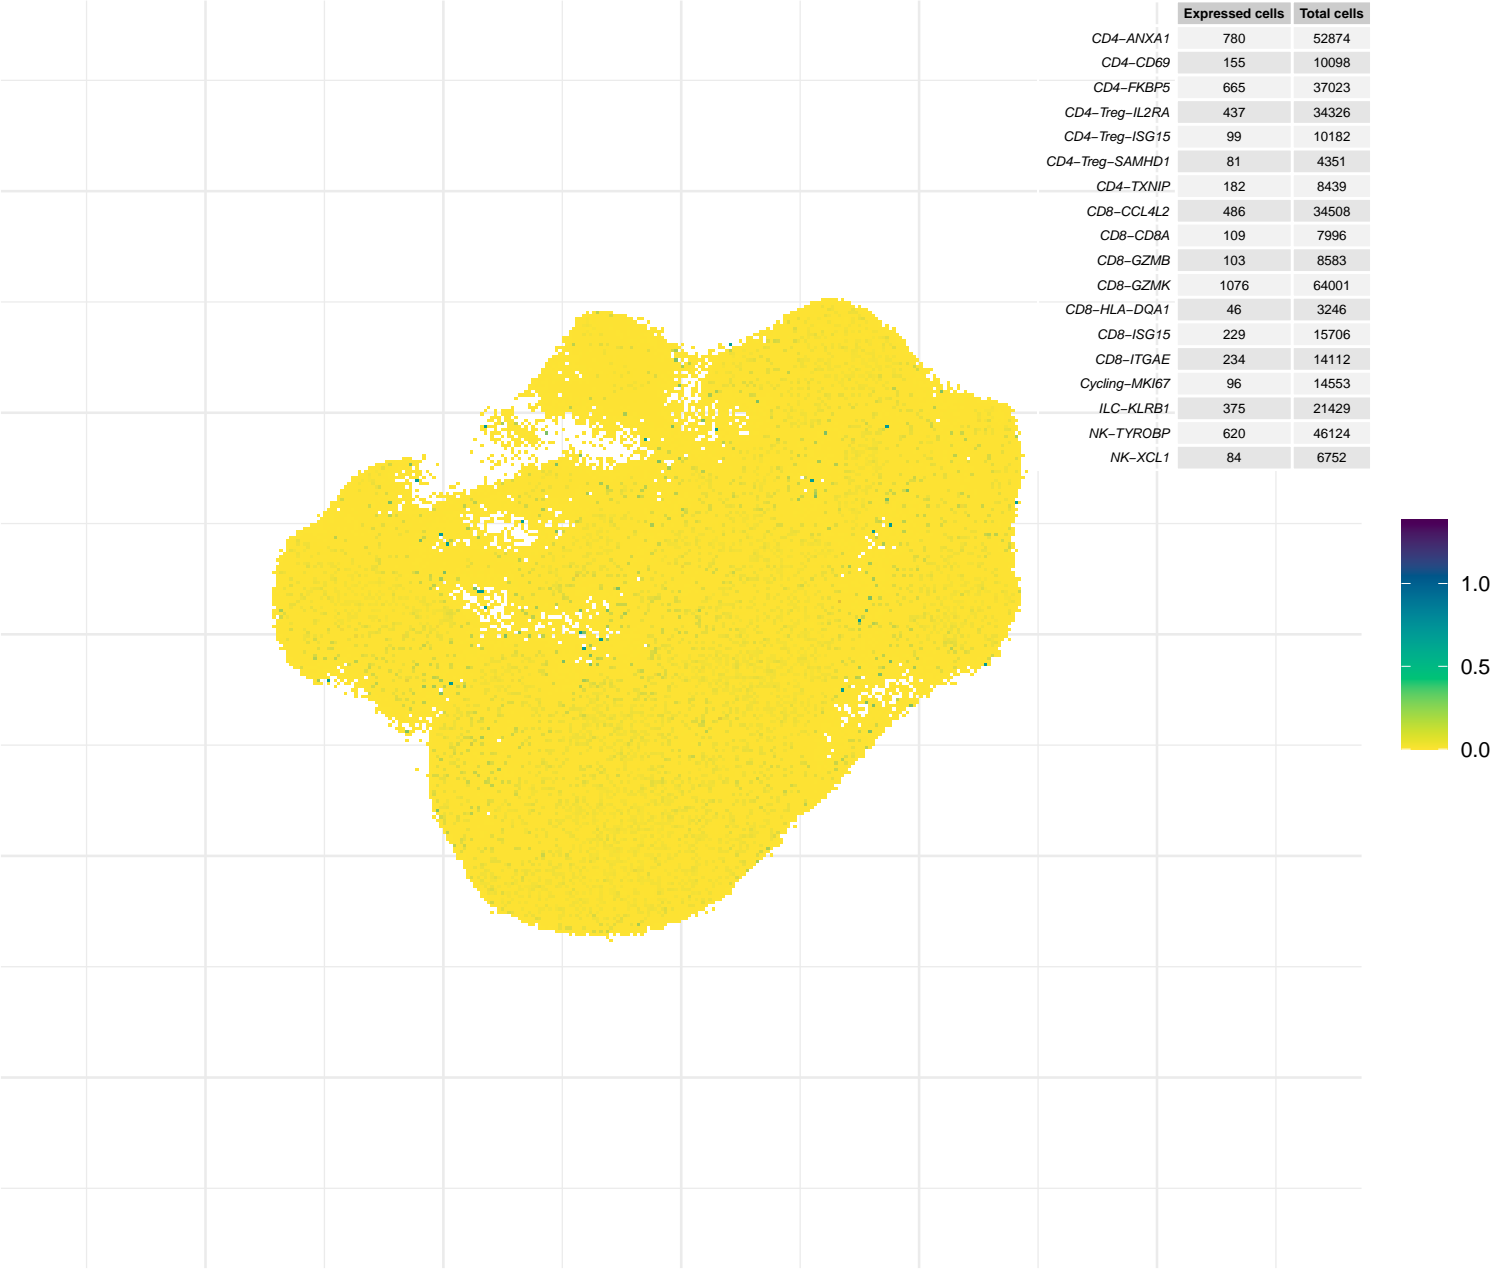 Expressed cells Total cells
CD4−ANXA1 780 52874
CD4−CD69 155 10098
CD4−FKBP5 665 37023
CD4−Treg−IL2RA 437 34326
CD4−Treg−ISG15 99 10182
CD4−Treg−SAMHD1 81 4351
CD4−TXNIP 182 8439
CD8−CCL4L2 486 34508
CD8−CD8A 109 7996
CD8−GZMB 103 8583
CD8−GZMK 1076 64001
CD8−HLA−DQA1 46 3246
CD8−ISG15 229 15706
CD8−ITGAE 234 14112
Cycling−MKI67 96 14553
ILC−KLRB1 375 21429
NK−TYROBP 620 46124
NK−XCL1 84 6752
1.0
0.5
0.0